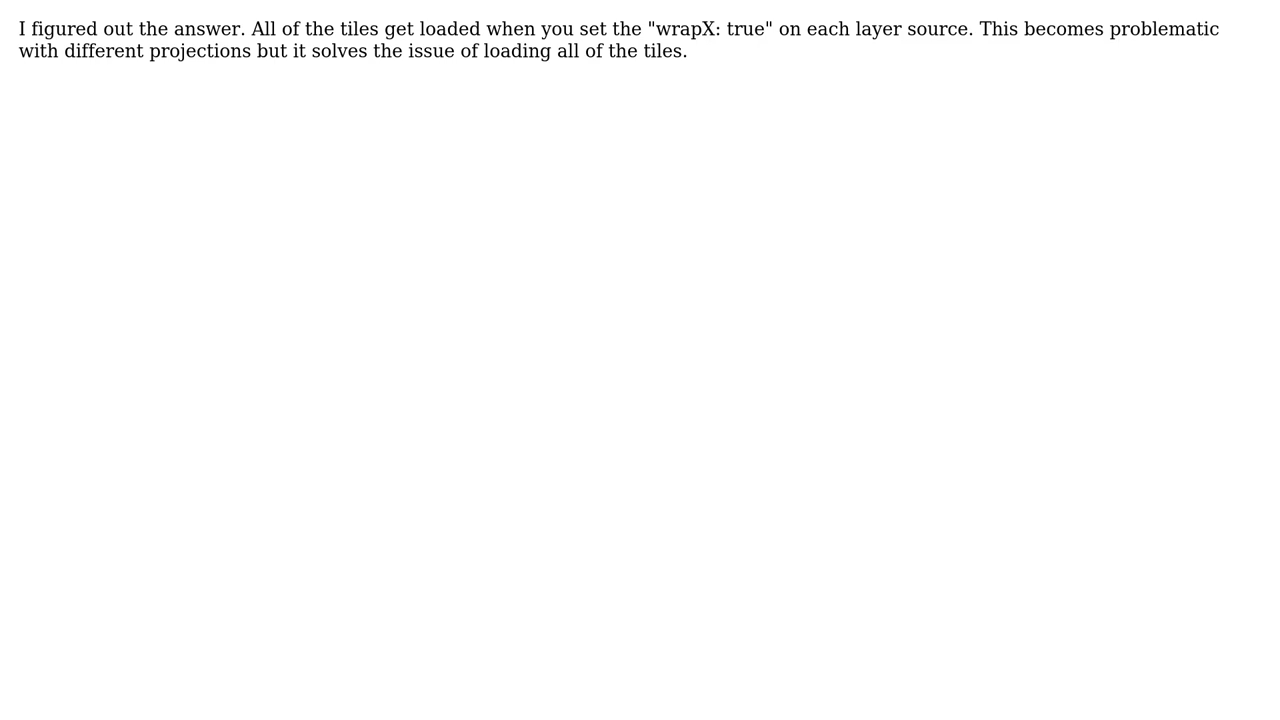 I figured out the answer. All of the tiles get loaded when you set the "wrapX: true" on each layer source. This becomes problematic
with different projections but it solves the issue of loading all of the tiles.